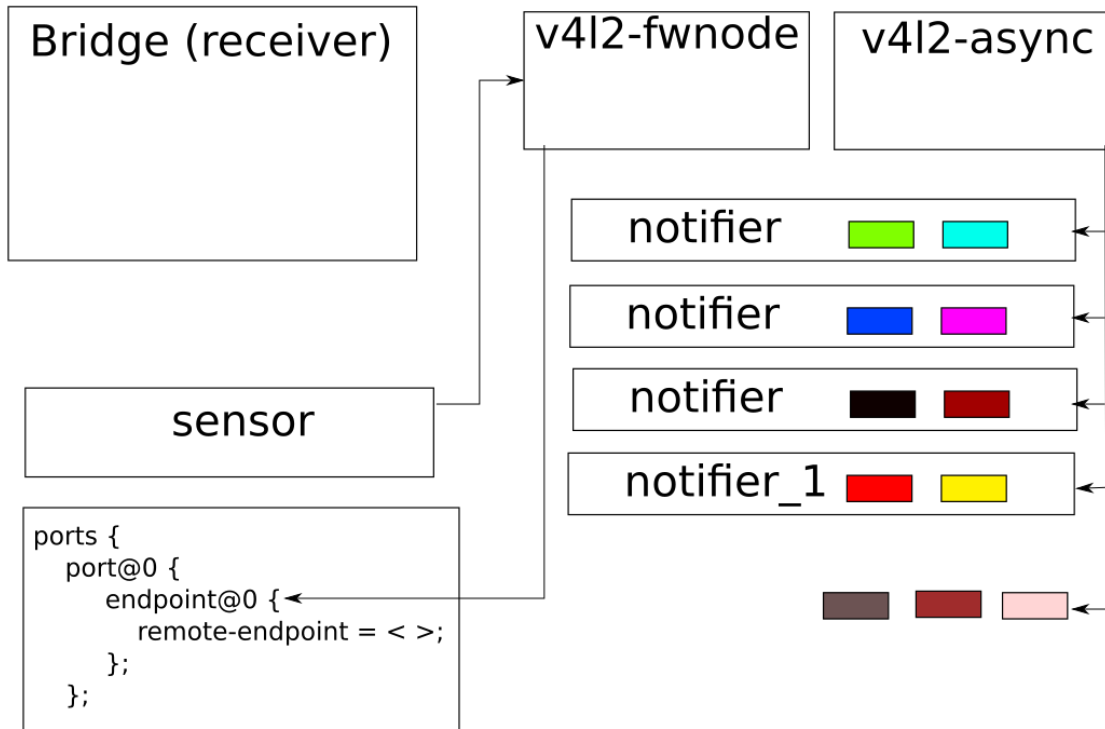 Bridge (receiver)
v4l2-fwnode
v4l2-async
notifier
notifier
notifier
notifier_1
sensor
ports {
port@0 {
endpoint@0 {
remote-endpoint = < >;
};
};